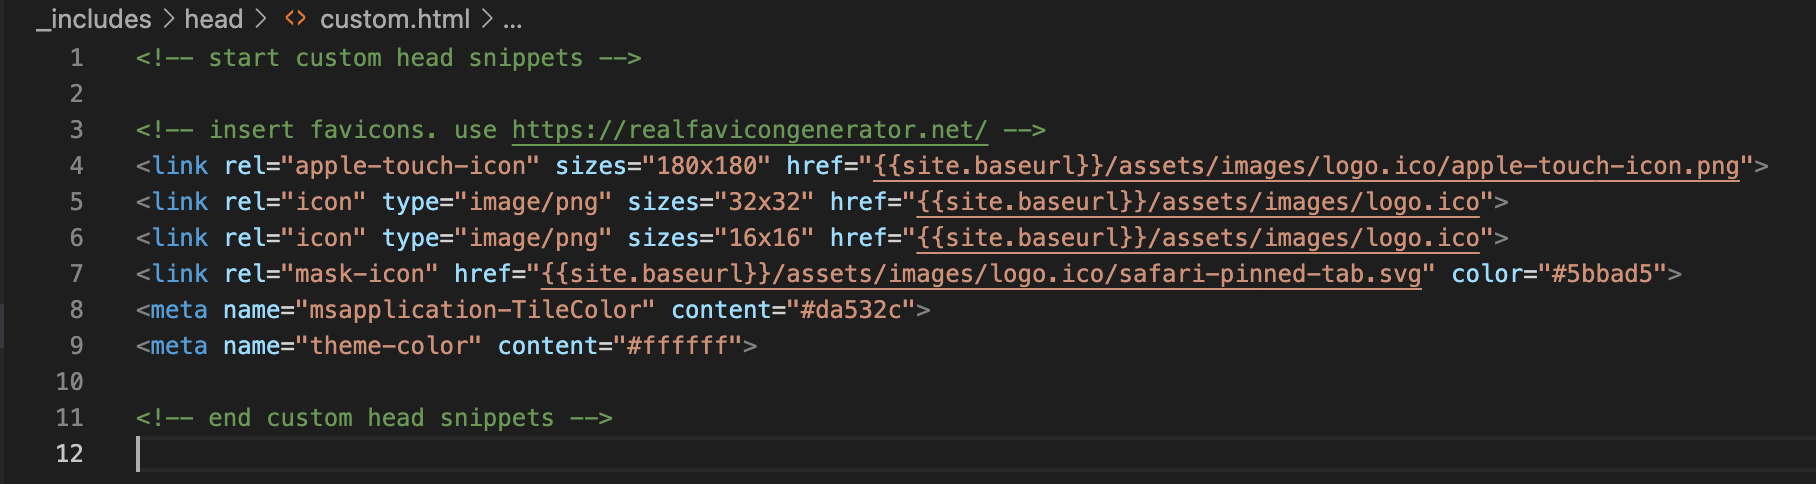 _includes > head > <> custom.html > ...
1 <!-- start custom head snippets -->
2
3 <!-- insert favicons. use https://realfavicongenerator.net/ -->
4 <link rel="apple-touch-icon" sizes="180x180" href="{{site.baseurl}}/assets/images/logo.ico/apple-touch-icon.png">
5 <link rel="icon" type="image/png" sizes="32x32" href="{{site.baseurl}}/assets/images/logo.ico">
6 <link rel="icon" type="image/png" sizes="16x16" href="{{site.baseurl}}/assets/images/logo.ico">
7 <link rel="mask-icon" href="{{site.baseurl}}/assets/images/logo.ico/safari-pinned-tab.svg" color="#5bbad5">
8 <meta name="msapplication-TileColor" content="#da532c">
9 <meta name="theme-color" content="#ffffff">
10
11 <!-- end custom head snippets -->
12